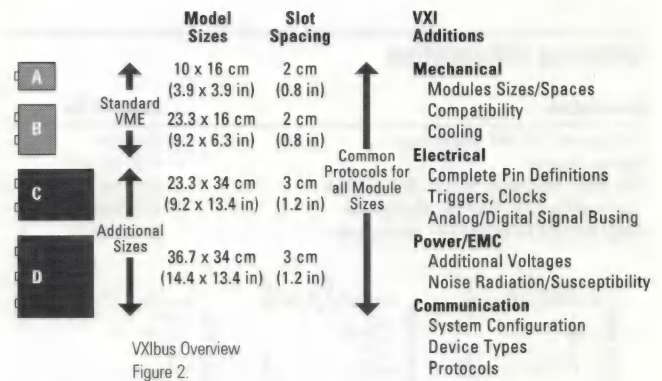 Model Sizes
Slot Spacing
VXI Additions
A
B
C
D
Standard VME
Additional Sizes
10 x 16 cm
(3.9 x 3.9 in)
23.3 x 16 cm
(9.2 x 6.3 in)
23.3 x 34 cm
(9.2 x 13.4 in)
36.7 x 34 cm
(14.4 x 13.4 in)
2 cm
(0.8 in)
2 cm
(0.8 in)
3 cm
(1.2 in)
3 cm
(1.2 in)
Common
Protocols for
all Module
Sizes
Mechanical
Modules Sizes/Spaces
Compatibility
Cooling
Electrical
Complete Pin Definitions
Triggers, Clocks
Analog/Digital Signal Busing
Power/EMC
Additional Voltages
Noise Radiation/Susceptibility
Communication
System Configuration
Device Types
Protocols
VXIbus Overview
Figure 2.